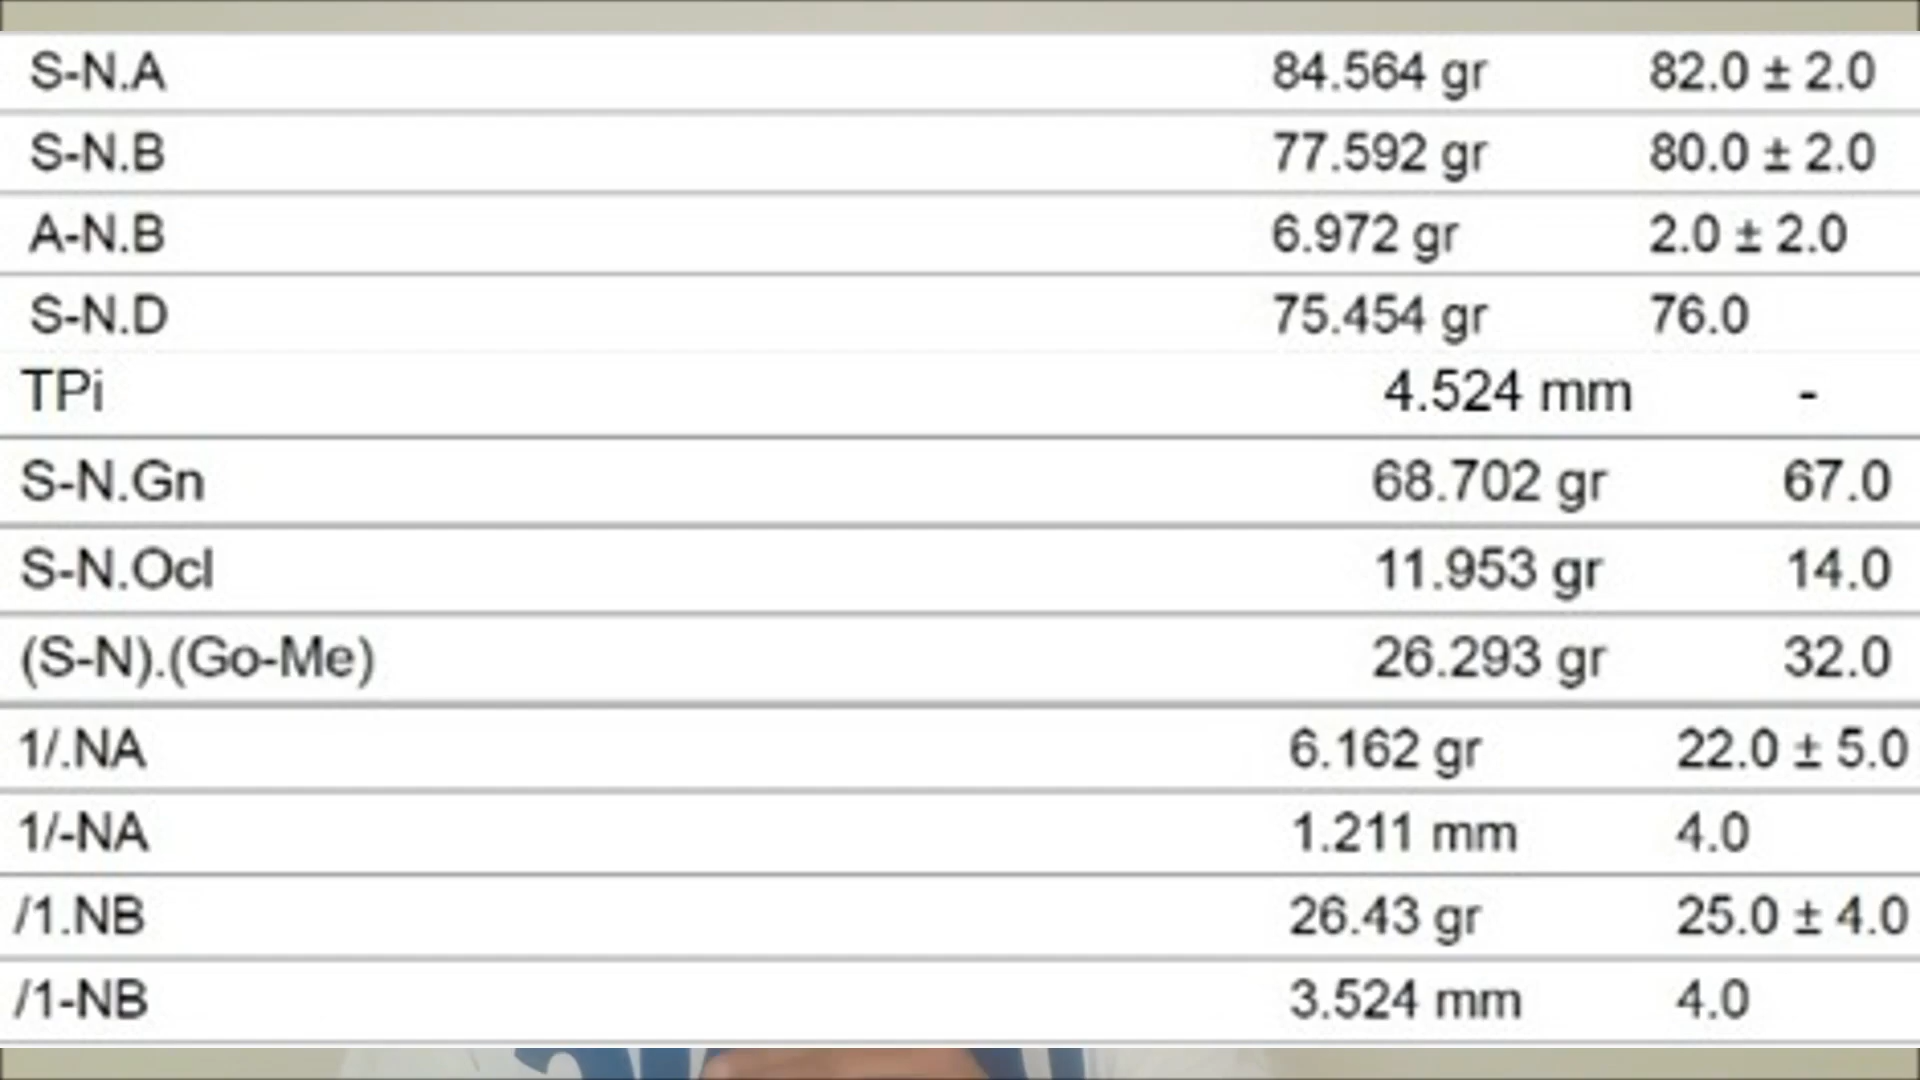 S-N.A 84.564 gr 82.0 ± 2.0
S-N.B 77.592 gr 80.0 ± 2.0
A-N.B 6.972 gr 2.0 ± 2.0
S-N.D 75.454 gr 76.0
TPi 4.524 mm -
S-N.Gn 68.702 gr 67.0
S-N.Ocl 11.953 gr 14.0
(S-N).(Go-Me) 26.293 gr 32.0
1/.NA 6.162 gr 22.0 ± 5.0
1/-NA 1.211 mm 4.0
/1.NB 26.43 gr 25.0 ± 4.0
/1-NB 3.524 mm 4.0